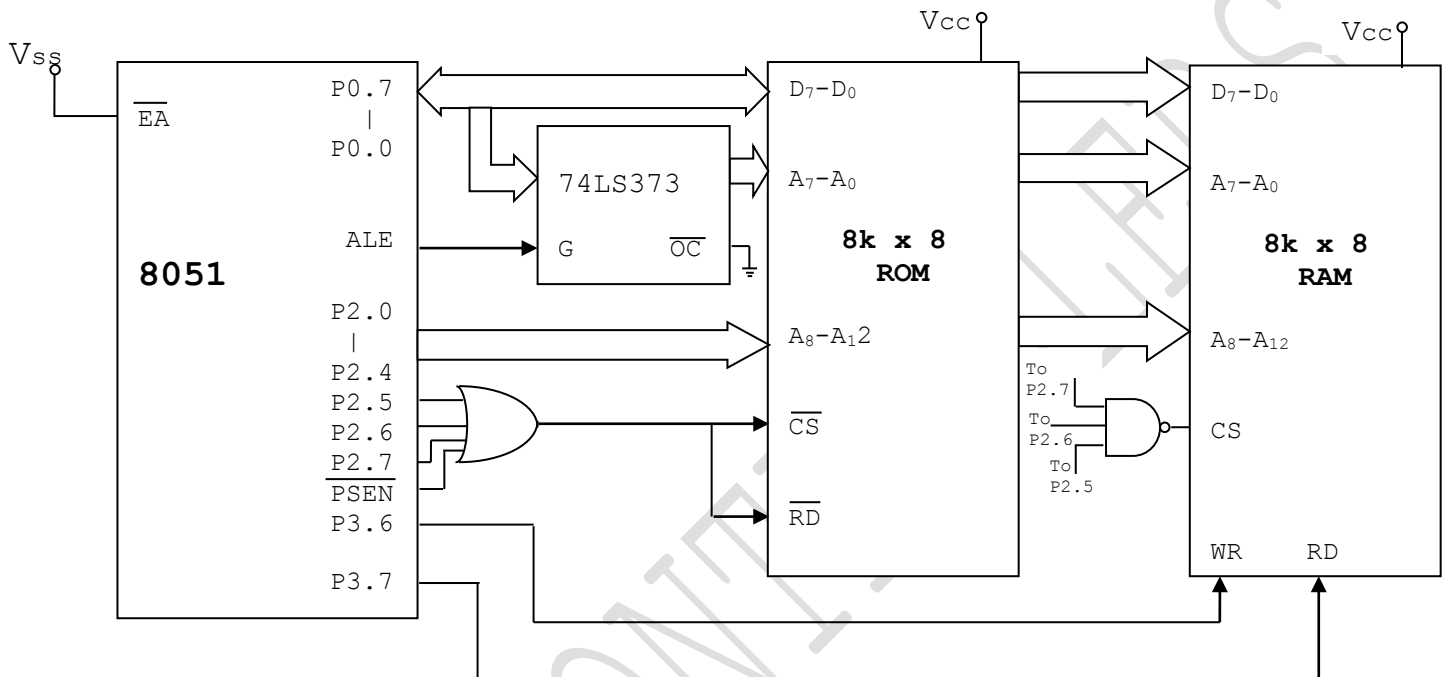 Vss
EA
P0.7
|
P0.0
ALE
8051
P2.0
|
P2.4
P2.5
P2.6
P2.7
PSEN
P3.6
P3.7
74LS373
G
OC
Vcc
D₇-D₀
A₇-A₀
8k x 8
ROM
A₈-A₁2
CS
RD
Vcc
D₇-D₀
A₇-A₀
8k x 8
RAM
A₈-A₁₂
To
P2.7
To
P2.6
To
P2.5
CS
WR RD